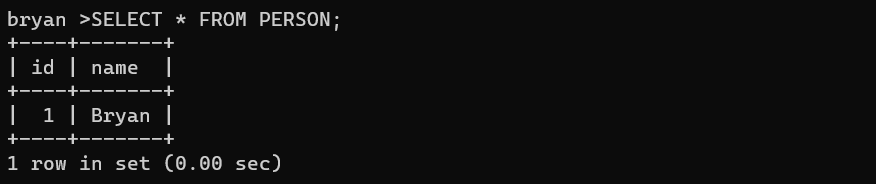 bryan >SELECT * FROM PERSON;
+----+-------+
| id | name  |
+----+-------+
|  1 | Bryan |
+----+-------+
1 row in set (0.00 sec)